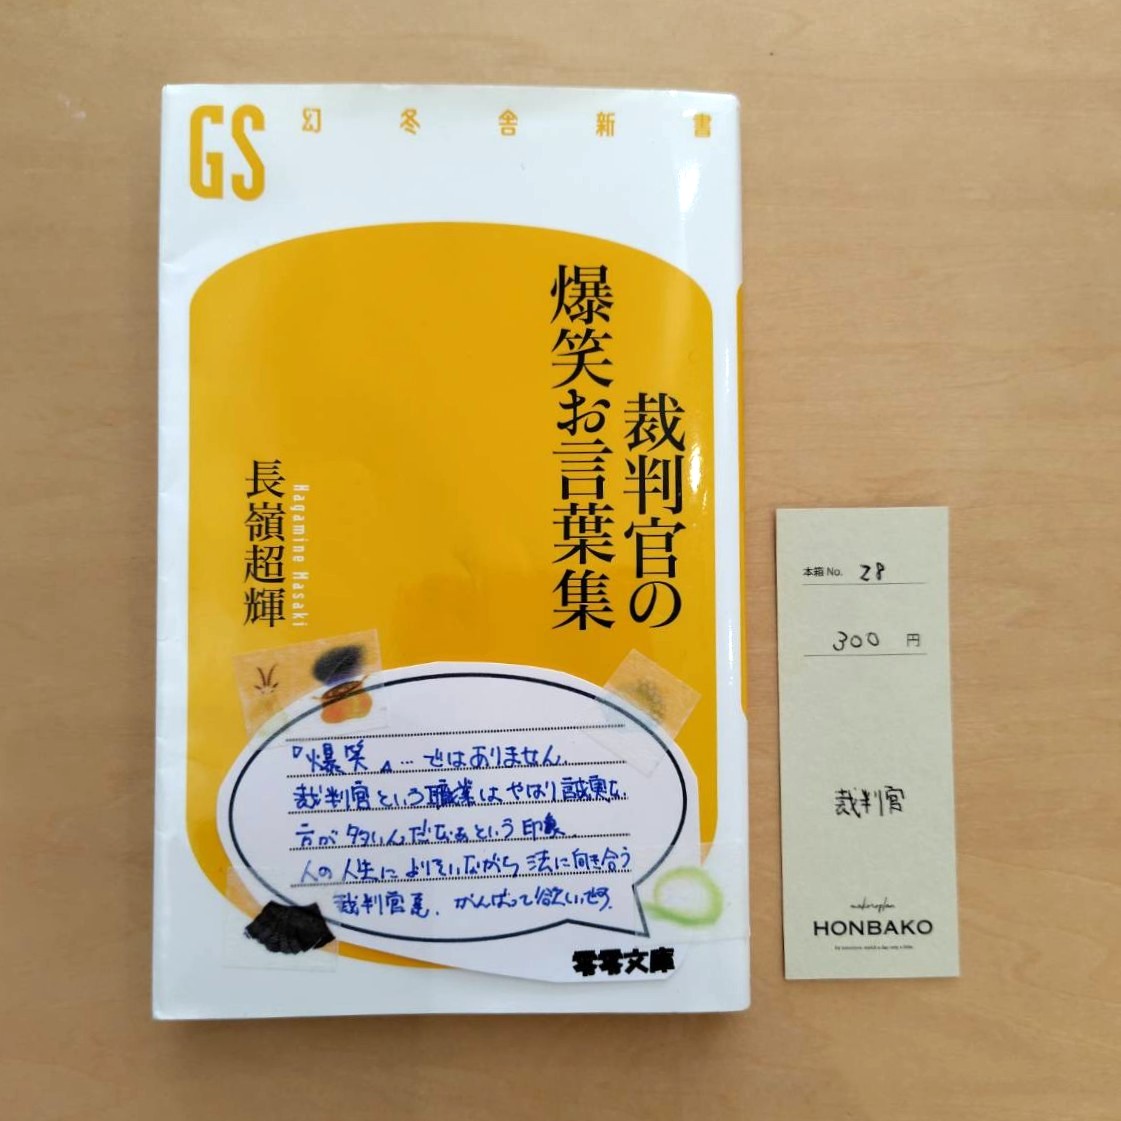 GS 幻冬舎新書
裁判官の
爆笑お言葉集
長嶺超輝
Nagamine Masaki
『爆笑』…ではありません。
裁判官という職業はやはり誠実な
方が多いんだなぁという印象。
人の人生によりそいながら法に向き合う
裁判官達。がんばって欲しいぜっ。
零零文庫
本箱No. 28
300 円
裁判官
HONBAKO